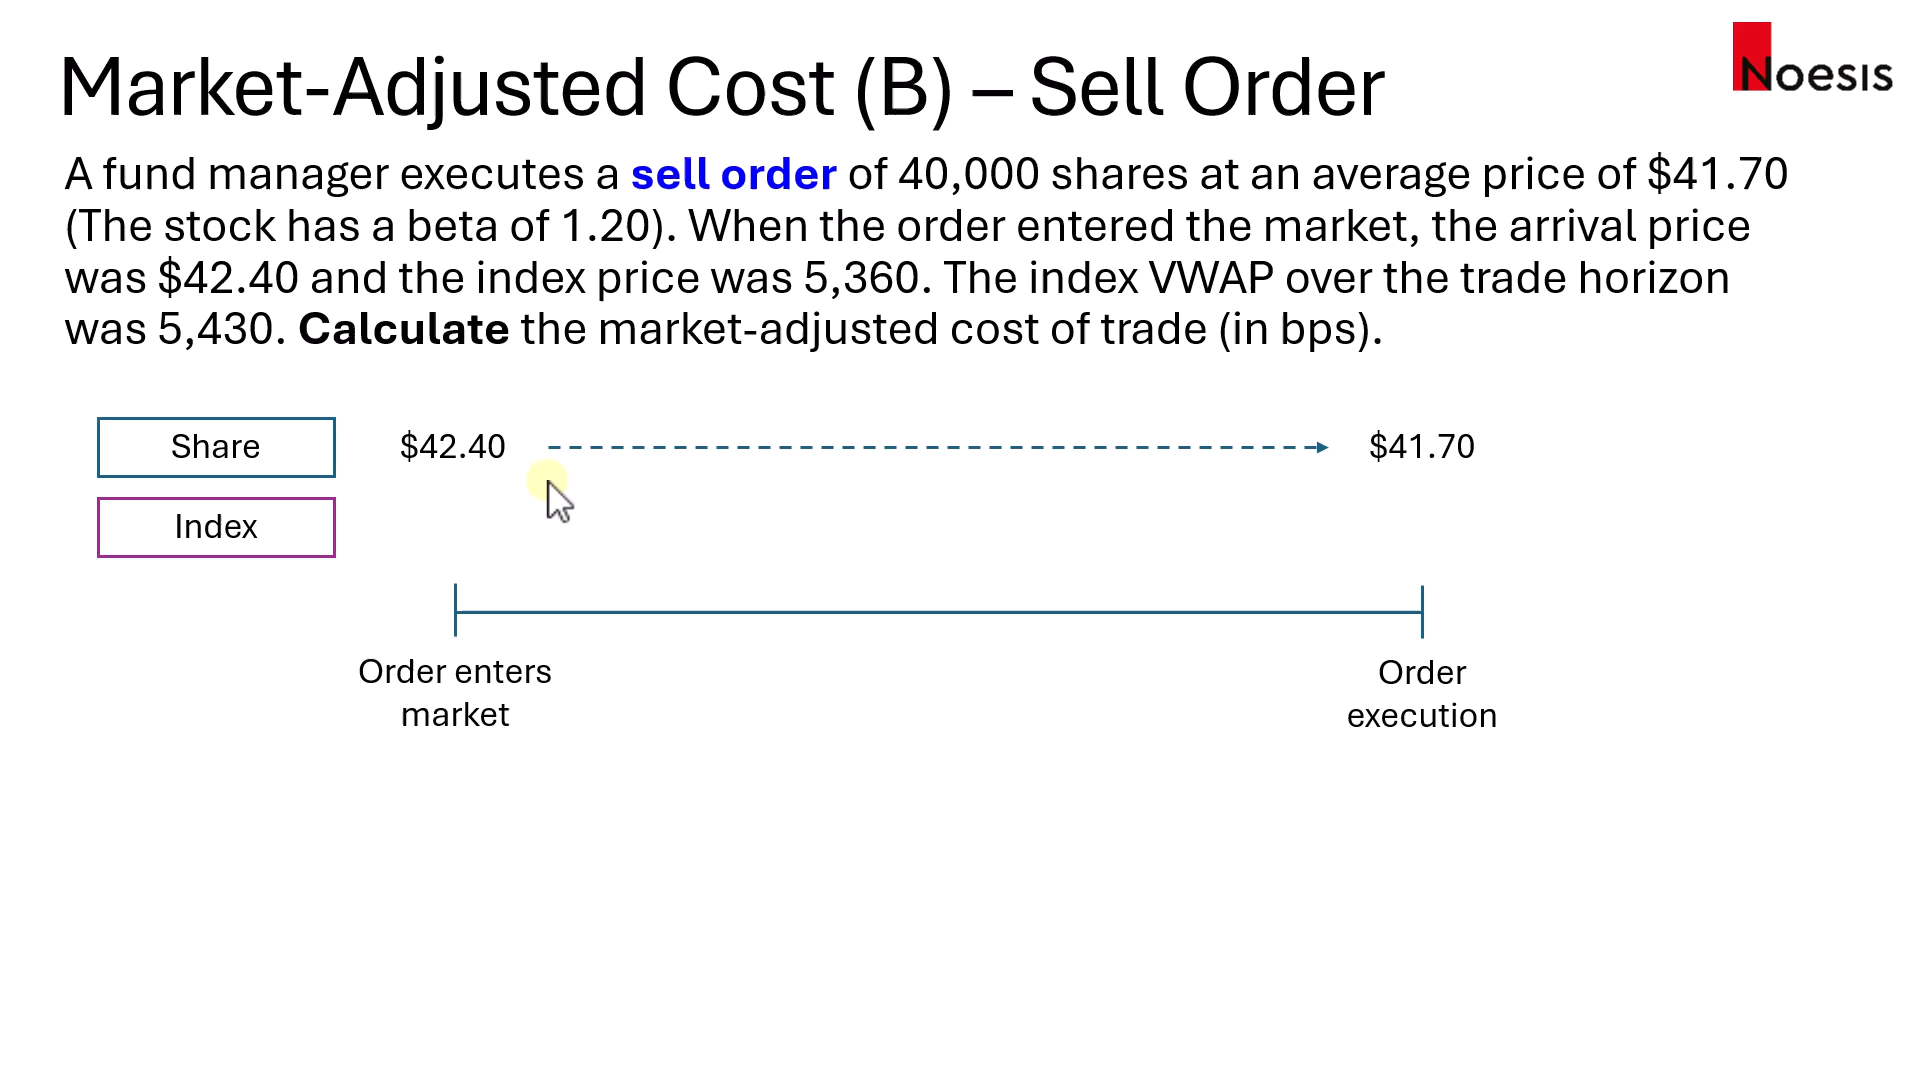 Market-Adjusted Cost (B) – Sell Order
Noesis
A fund manager executes a sell order of 40,000 shares at an average price of $41.70
(The stock has a beta of 1.20). When the order entered the market, the arrival price
was $42.40 and the index price was 5,360. The index VWAP over the trade horizon
was 5,430. Calculate the market-adjusted cost of trade (in bps).
Share
$42.40
$41.70
Index
Order enters
market
Order
execution